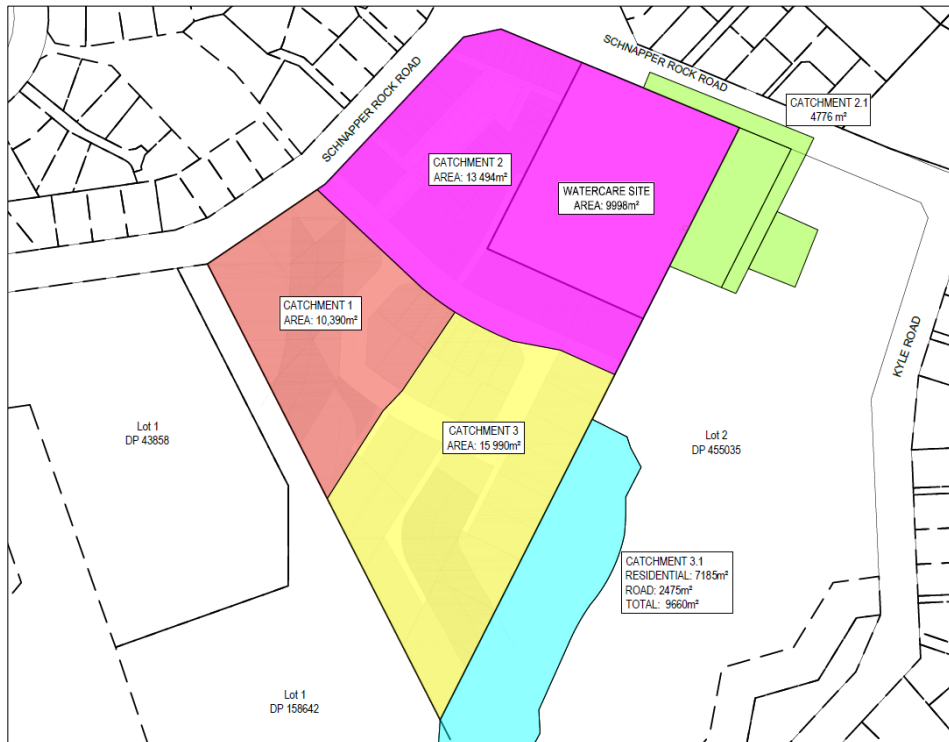 SCHNAPPER ROCK ROAD
SCHNAPPER ROCK ROAD
CATCHMENT 2.1
4776 m²
CATCHMENT 2
AREA: 13 494m²
WATERCARE SITE
AREA: 9998m²
CATCHMENT 1
AREA: 10,390m²
KYLE ROAD
Lot 1
DP 43858
CATCHMENT 3
AREA: 15 990m²
Lot 2
DP 455035
CATCHMENT 3.1
RESIDENTIAL: 7185m²
ROAD: 2475m²
TOTAL: 9660m²
Lot 1
DP 158642